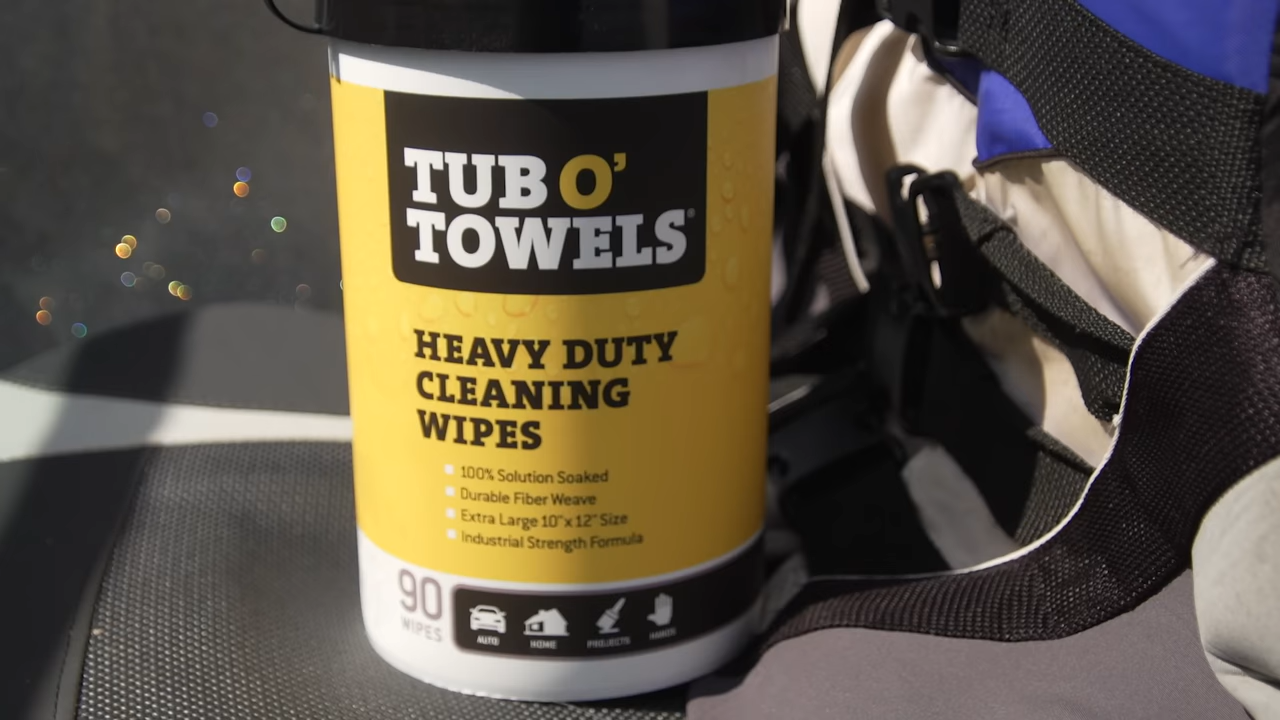 TUB O'
TOWELS®
HEAVY DUTY
CLEANING
WIPES
100% Solution Soaked
Durable Fiber Weave
Extra Large 10"x 12" Size
Industrial Strength Formula
90
WIPES
AUTO HOME PROJECTS HANDS